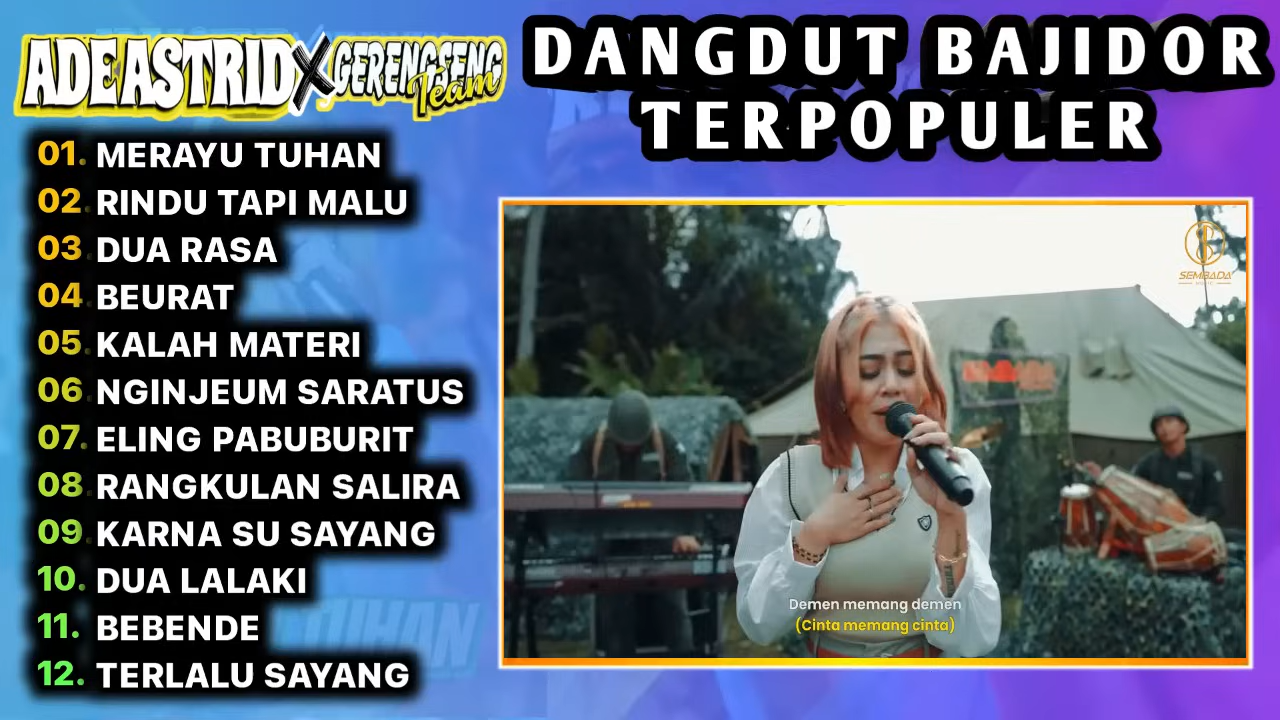 ADE ASTRID X GERENGSENG Team
DANGDUT BAJIDOR
TERPOPULER
01. MERAYU TUHAN
02. RINDU TAPI MALU
03. DUA RASA
04. BEURAT
05. KALAH MATERI
06. NGINJEUM SARATUS
07. ELING PABUBURIT
08. RANGKULAN SALIRA
09. KARNA SU SAYANG
10. DUA LALAKI
11. BEBENDE
12. TERLALU SAYANG
SEMBADA
Demen memang demen
(Cinta memang cinta)
TUHAN